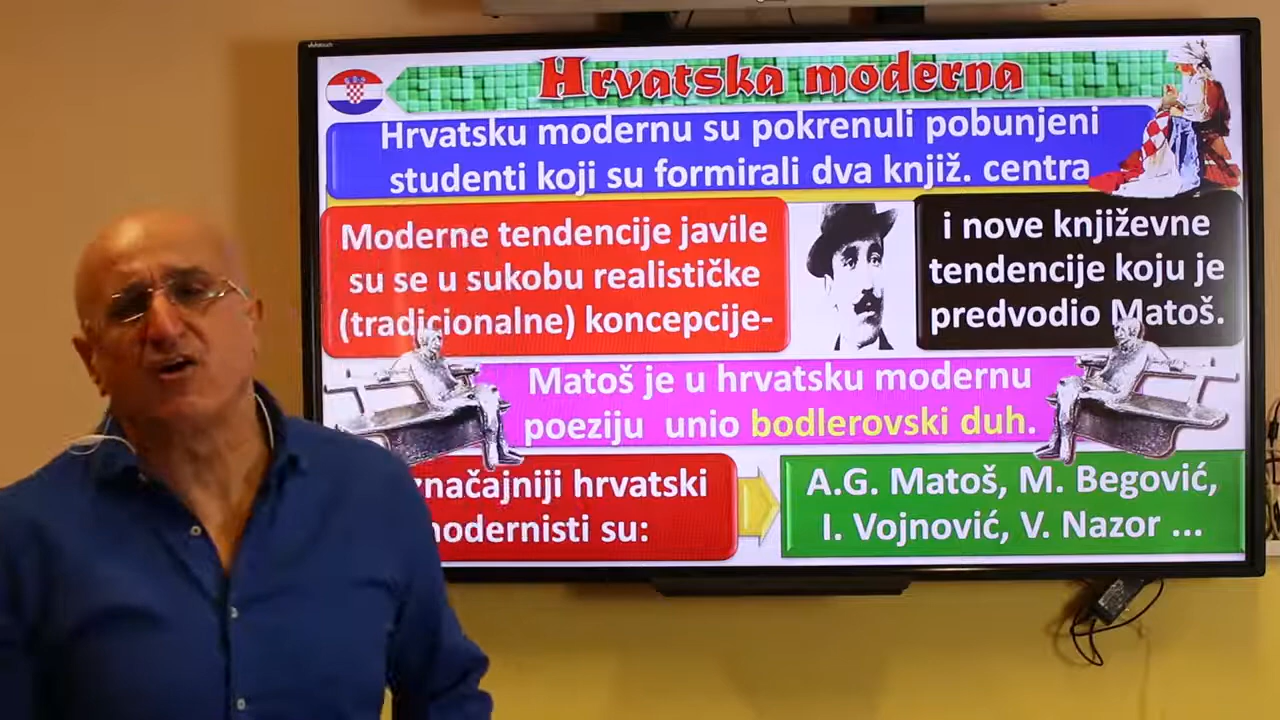 Hrvatska moderna
Hrvatsku modernu su pokrenuli pobunjeni
studenti koji su formirali dva knjiž. centra
Moderne tendencije javile
su se u sukobu realističke
(tradicionalne) koncepcije-
i nove književne
tendencije koju je
predvodio Matoš.
Matoš je u hrvatsku modernu
poeziju unio bodlerovski duh.
značajniji hrvatski
modernisti su:
A.G. Matoš, M. Begović,
I. Vojnović, V. Nazor ...